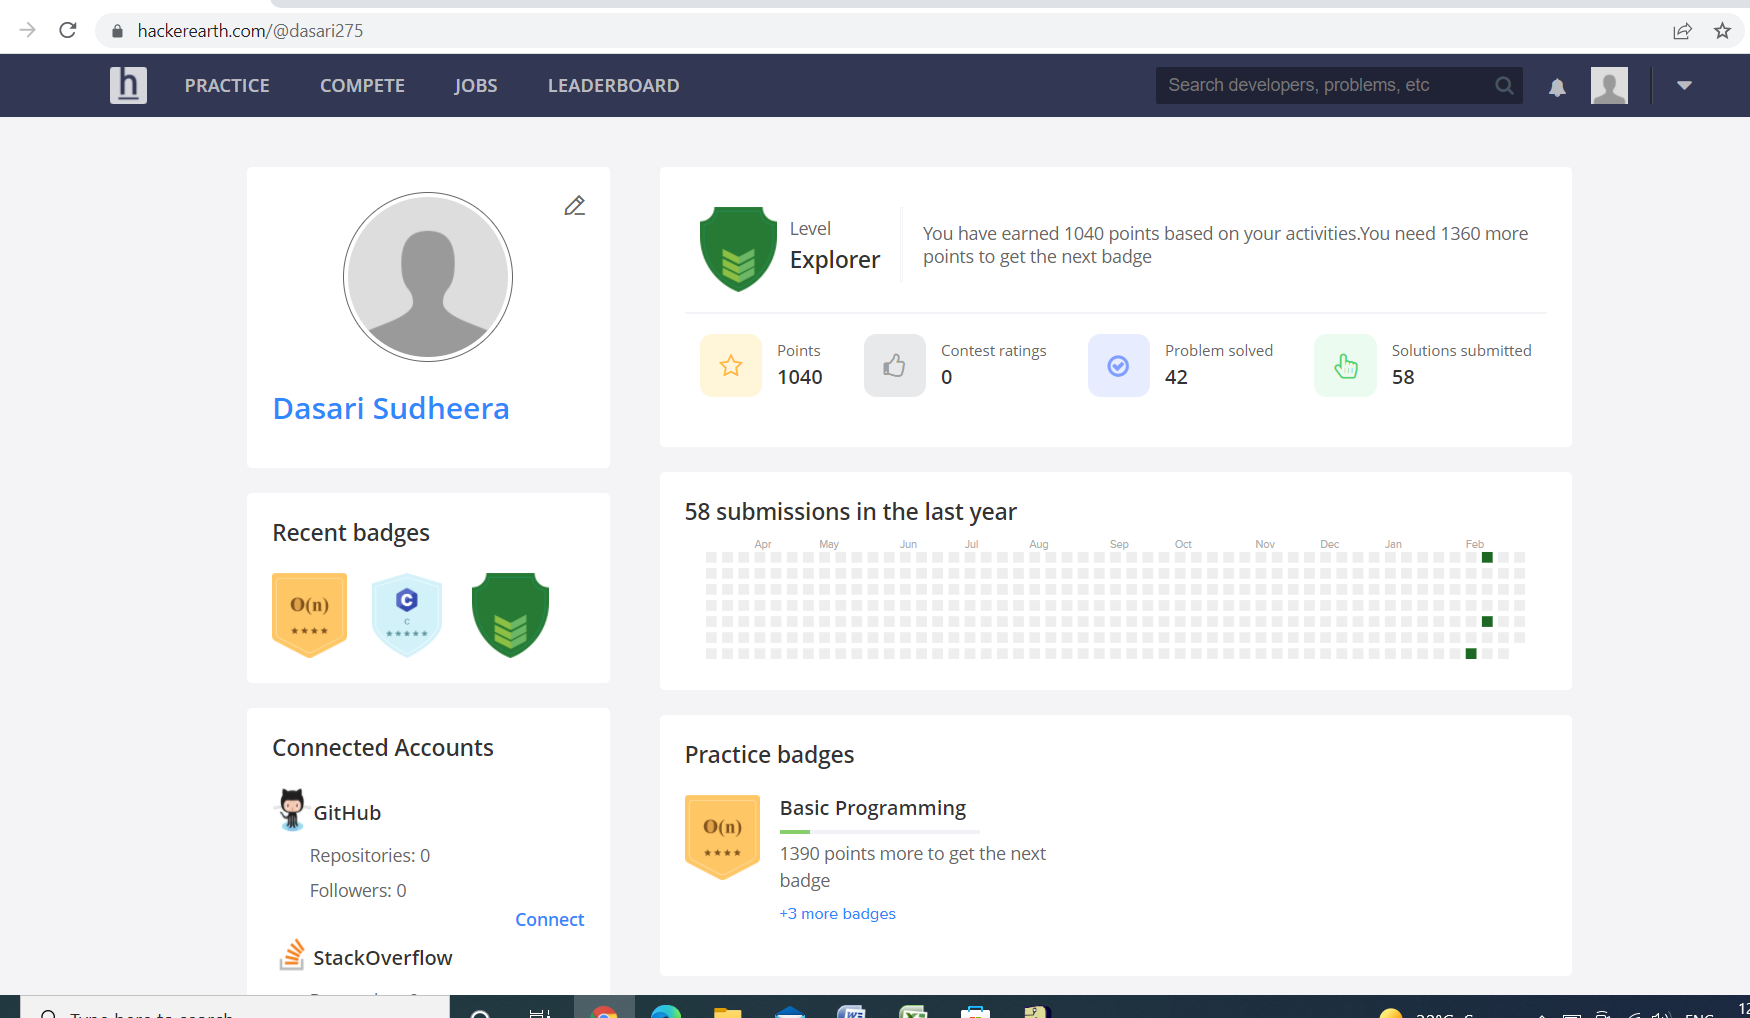 hackerearth.com/@dasari275
h PRACTICE COMPETE JOBS LEADERBOARD Search developers, problems, etc
Dasari Sudheera
Level
Explorer
You have earned 1040 points based on your activities.You need 1360 more
points to get the next badge
Points
1040
Contest ratings
0
Problem solved
42
Solutions submitted
58
Recent badges
O(n)
C
C
58 submissions in the last year
Apr May Jun Jul Aug Sep Oct Nov Dec Jan Feb
Connected Accounts
GitHub
Repositories: 0
Followers: 0
Connect
StackOverflow
Practice badges
O(n)
Basic Programming
1390 points more to get the next
badge
+3 more badges
Type here to search